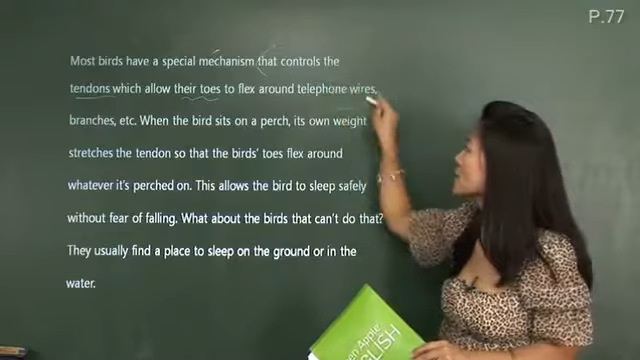 P.77
Most birds have a special mechanism that controls the
tendons which allow their toes to flex around telephone wires,
branches, etc. When the bird sits on a perch, its own weight
stretches the tendon so that the birds' toes flex around
whatever it's perched on. This allows the bird to sleep safely
without fear of falling. What about the birds that can't do that?
They usually find a place to sleep on the ground or in the
water.
Apple